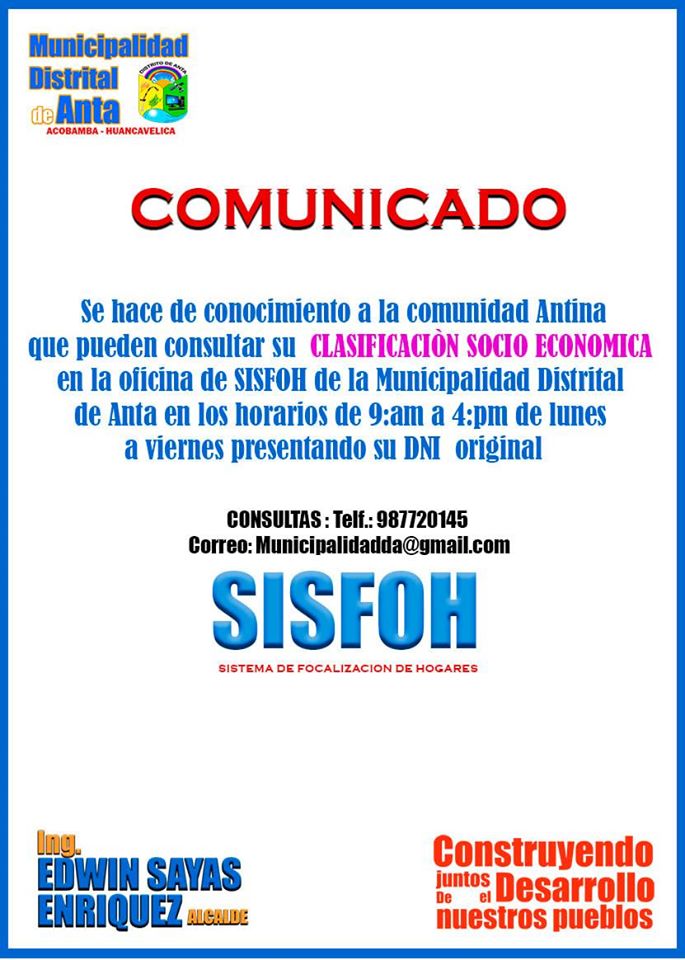 Municipalidad
Distrital
de Anta
DISTRITO DE ANTA
ACOBAMBA - HUANCAVELICA
COMUNICADO
Se hace de conocimiento a la comunidad Antina
que pueden consultar su CLASIFICACIÒN SOCIO ECONOMICA
en la oficina de SISFOH de la Municipalidad Distrital
de Anta en los horarios de 9:am a 4:pm de lunes
a viernes presentando su DNI original
CONSULTAS : Telf.: 987720145
Correo: Municipalidadda@gmail.com
SISFOH
SISTEMA DE FOCALIZACION DE HOGARES
Ing.
EDWIN SAYAS
ENRIQUEZ ALCALDE
Construyendo
juntos
De el Desarrollo
nuestros pueblos